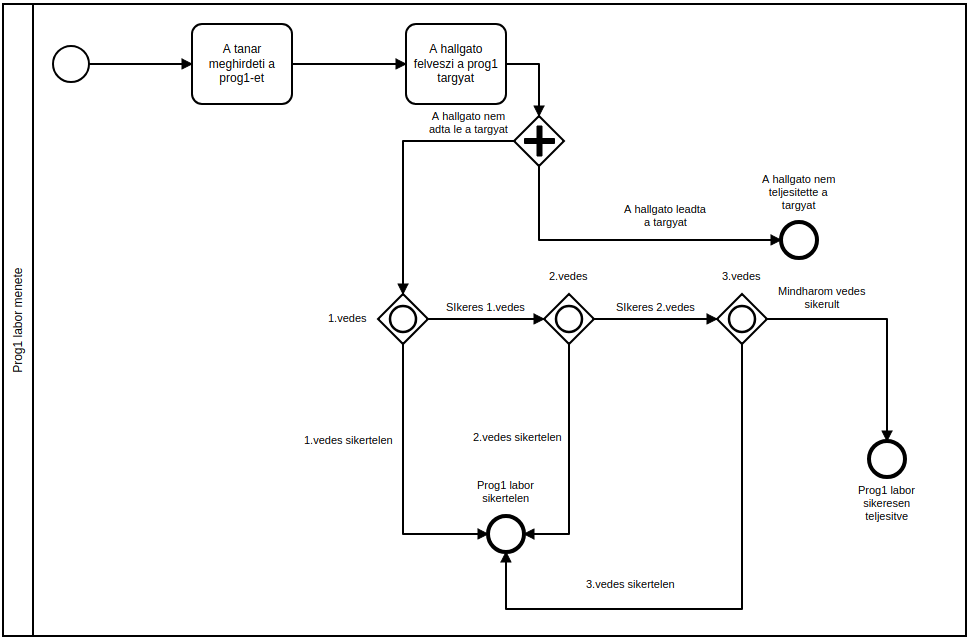 Prog1 labor menete
A tanar
meghirdeti a
prog1-et
A hallgato
felveszi a prog1
targyat
A hallgato nem
adta le a targyat
A hallgato leadta
a targyat
A hallgato nem
teljesitette a
targyat
1.vedes
SIkeres 1.vedes
2.vedes
SIkeres 2.vedes
3.vedes
Mindharom vedes
sikerult
1.vedes sikertelen
2.vedes sikertelen
Prog1 labor
sikertelen
Prog1 labor
sikeresen
teljesitve
3.vedes sikertelen